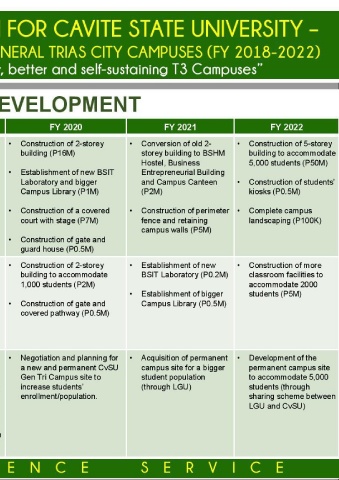 FOR CAVITE STATE UNIVERSITY –
NERAL TRIAS CITY CAMPUSES (FY 2018-2022)
better and self-sustaining T3 Campuses"
EVELOPMENT
FY 2020
FY 2021
FY 2022
• Construction of 2-storey
building (P16M)
• Establishment of new BSIT
Laboratory and bigger
Campus Library (P1M)
• Construction of a covered
court with stage (P7M)
• Construction of gate and
guard house (P0.5M)
• Conversion of old 2-
storey building to BSHM
Hostel, Business
Entrepreneurial Building
and Campus Canteen
(P2M)
• Construction of perimeter
fence and retaining
campus walls (P5M)
• Construction of 5-storey
building to accommodate
5,000 students (P50M)
• Construction of students'
kiosks (P0.5M)
• Complete campus
landscaping (P100K)
• Construction of 2-storey
building to accommodate
1,000 students (P2M)
• Construction of gate and
covered pathway (P0.5M)
• Establishment of new
BSIT Laboratory (P0.2M)
• Establishment of bigger
Campus Library (P0.5M)
• Construction of more
classroom facilities to
accommodate 2000
students (P5M)
• Negotiation and planning for
a new and permanent CvSU
Gen Tri Campus site to
increase students'
enrollment/population.
• Acquisition of permanent
campus site for a bigger
student population
(through LGU)
• Development of the
permanent campus site
to accommodate 5,000
students (through
sharing scheme between
LGU and CvSU)
ENCE SERVICE